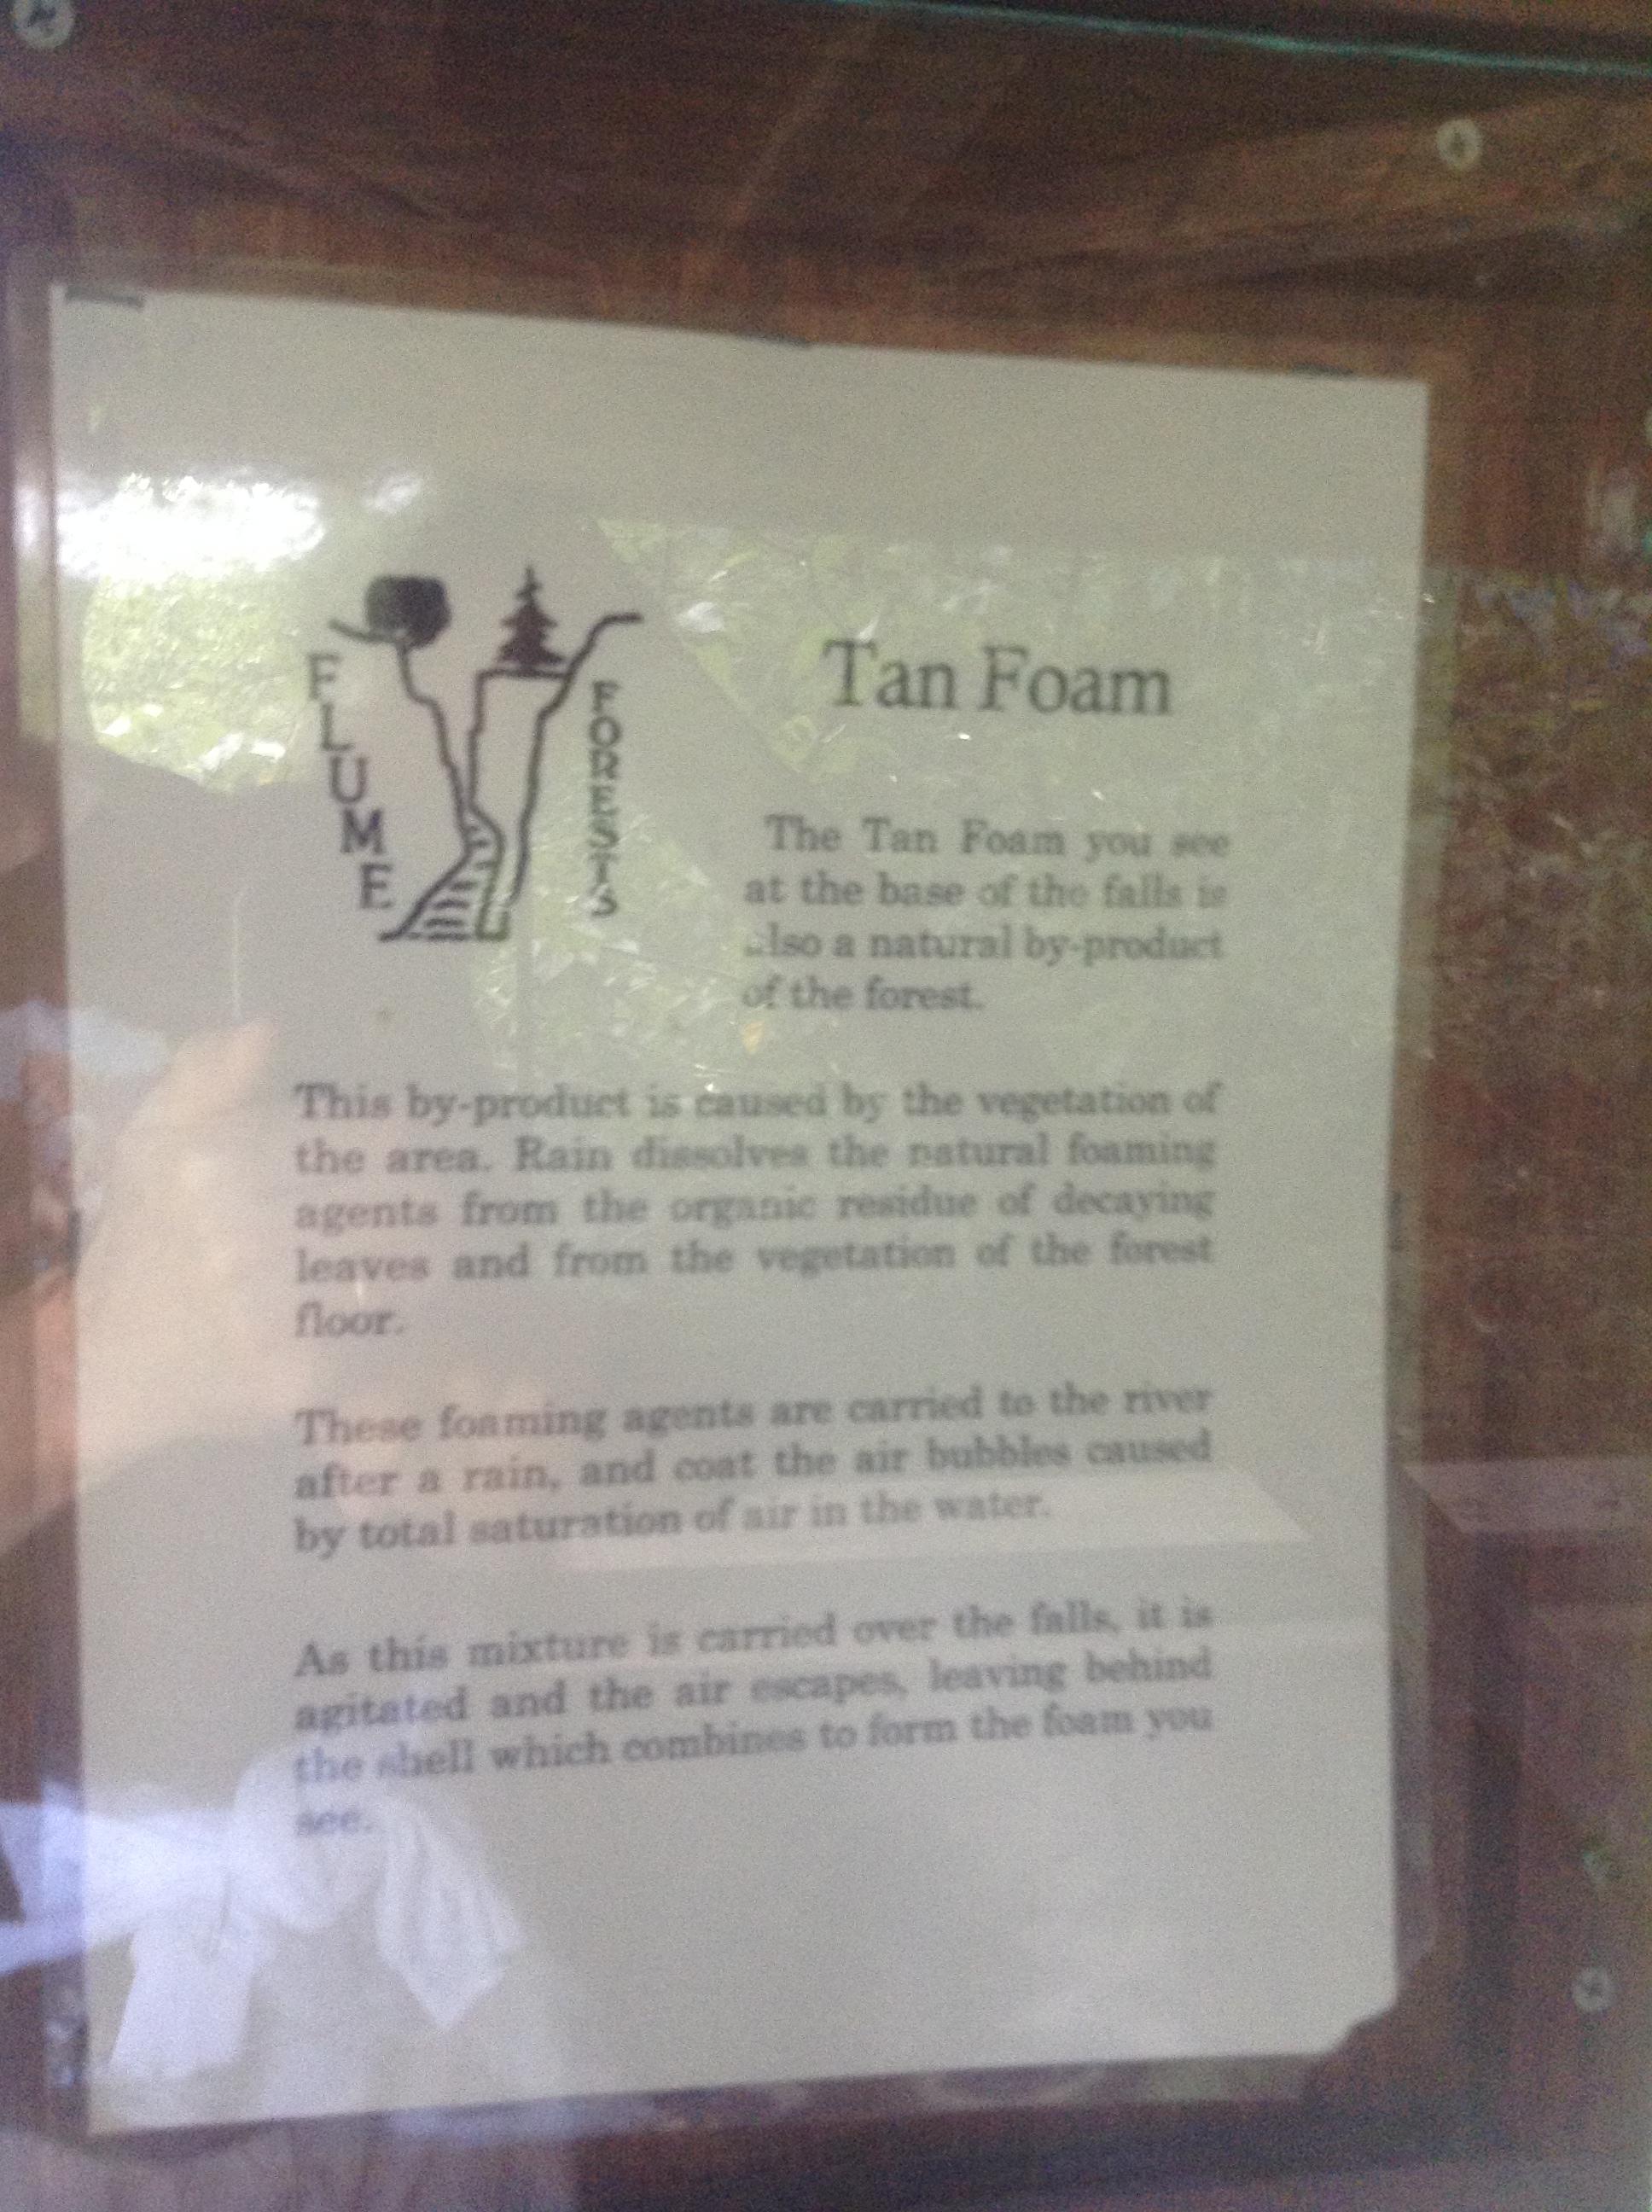 FLUME
FORESTS
Tan Foam
The Tan Foam you see
at the base of the falls is
also a natural by-product
of the forest.
This by-product is caused by the vegetation of
the area. Rain dissolves the natural foaming
agents from the organic residue of decaying
leaves and from the vegetation of the forest
floor.
These foaming agents are carried to the river
after a rain, and coat the air bubbles caused
by total saturation of air in the water.
As this mixture is carried over the falls, it is
agitated and the air escapes, leaving behind
the shell which combines to form the foam you
see.